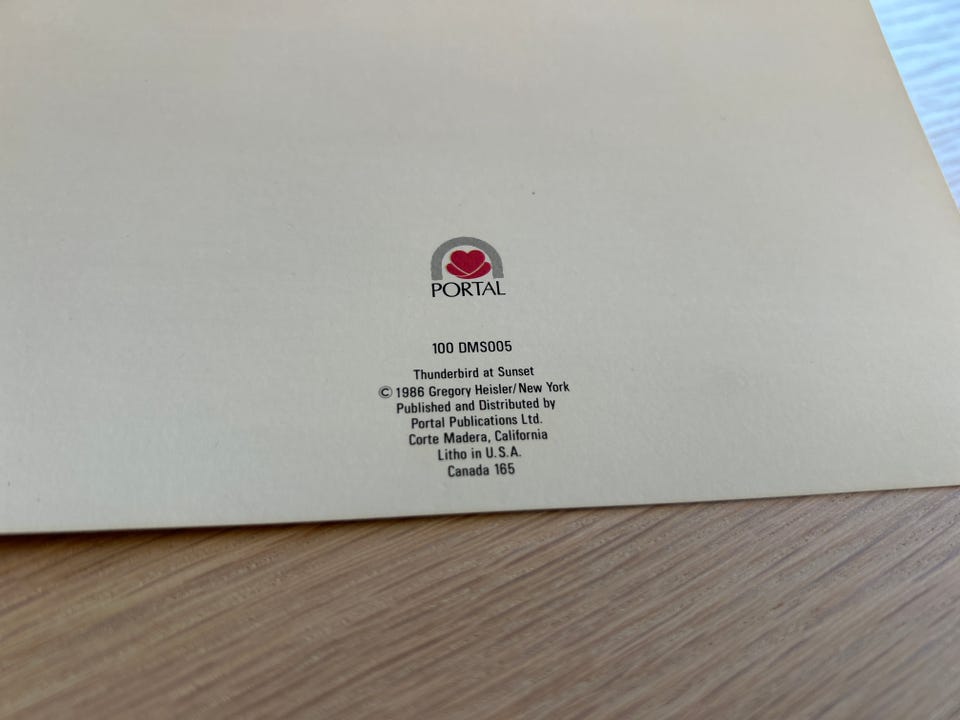 PORTAL
100 DMS005
Thunderbird at Sunset
© 1986 Gregory Heisler/New York
Published and Distributed by
Portal Publications Ltd.
Corte Madera, California
Litho in U.S.A.
Canada 165